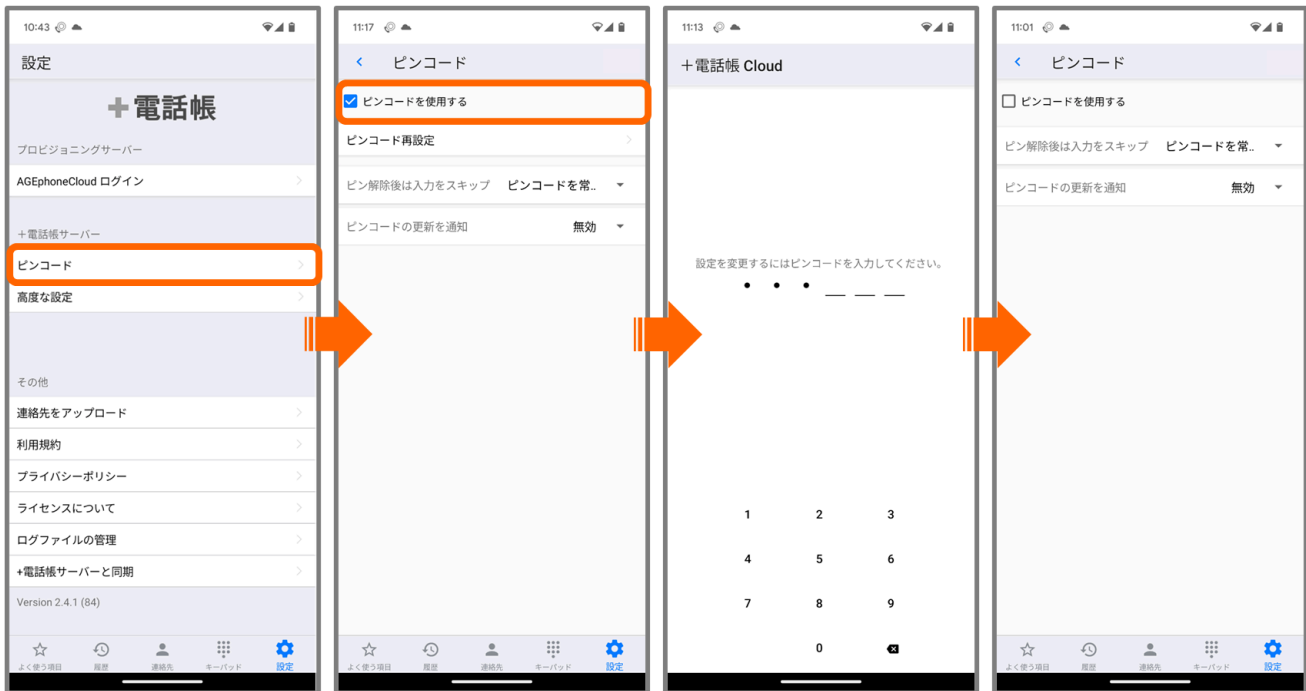 10:43
設定
+電話帳
プロビジョニングサーバー
AGEphoneCloud ログイン
+電話帳サーバー
ピンコード
高度な設定
その他
連絡先をアップロード
利用規約
プライバシーポリシー
ライセンスについて
ログファイルの管理
+電話帳サーバーと同期
Version 2.4.1 (84)
よく使う項目 履歴 連絡先 キーパッド 設定
11:17
ピンコード
ピンコードを使用する
ピンコード再設定
ピン解除後は入力をスキップ ピンコードを常..
ピンコードの更新を通知 無効
よく使う項目 履歴 連絡先 キーパッド 設定
11:13
+電話帳 Cloud
設定を変更するにはピンコードを入力してください。
1 2 3
4 5 6
7 8 9
0
11:01
ピンコード
ピンコードを使用する
ピン解除後は入力をスキップ ピンコードを常..
ピンコードの更新を通知 無効
よく使う項目 履歴 連絡先 キーパッド 設定